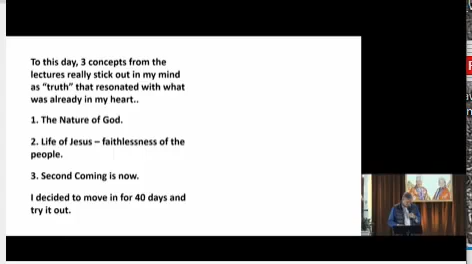 To this day, 3 concepts from the
lectures really stick out in my mind
as “truth” that resonated with what
was already in my heart..
1. The Nature of God.
2. Life of Jesus – faithlessness of the
people.
3. Second Coming is now.
I decided to move in for 40 days and
try it out.